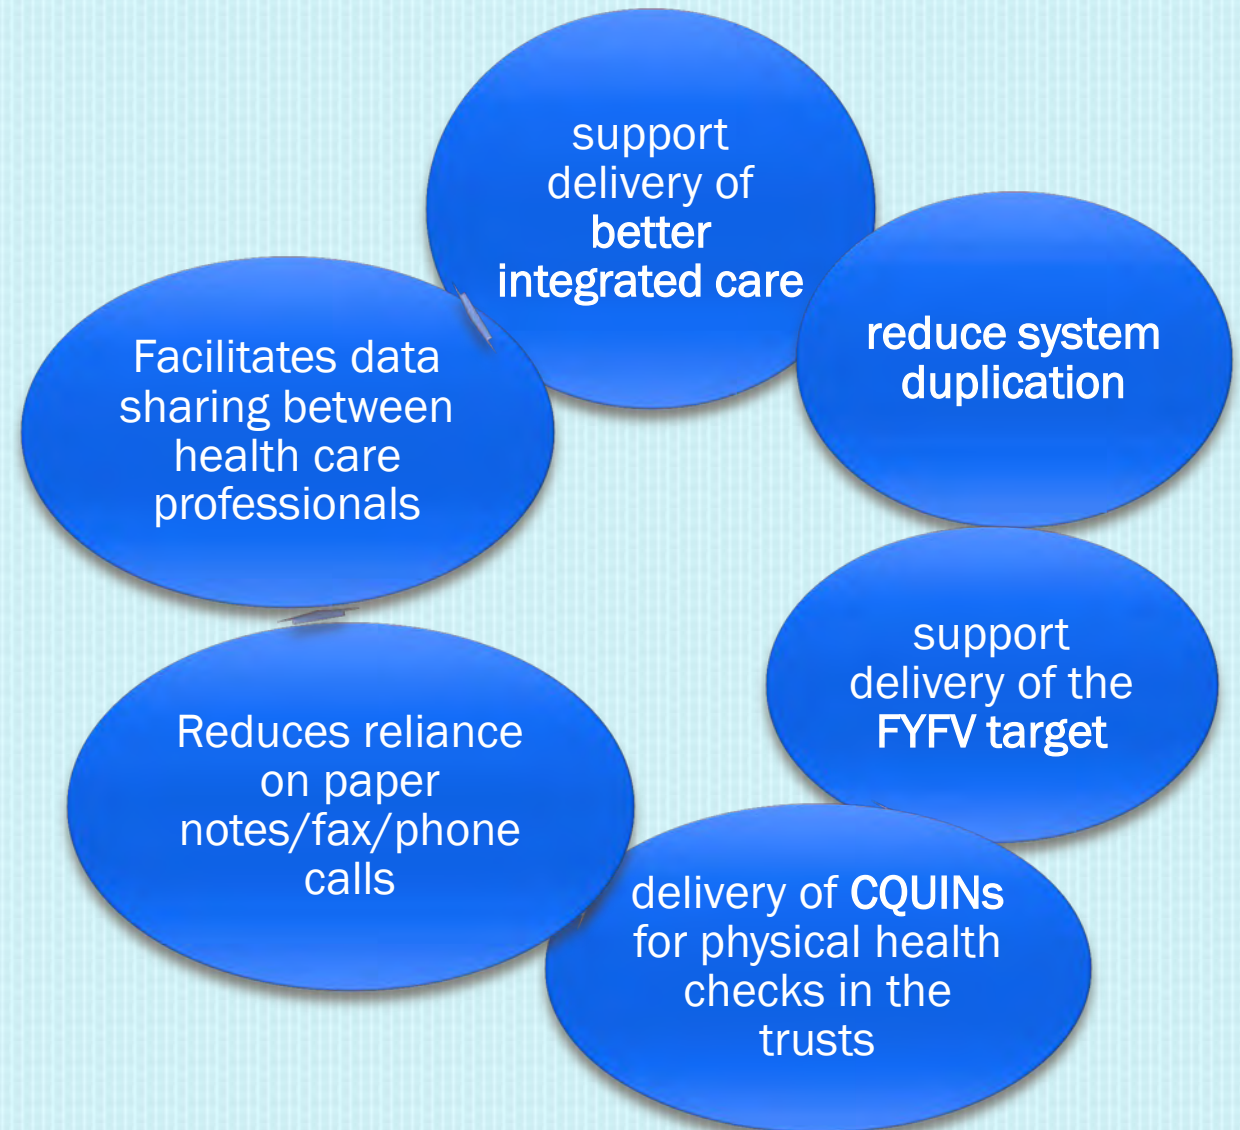 support
delivery of
better
integrated care
reduce system
duplication
support
delivery of the
FYFV target
delivery of CQUINs
for physical health
checks in the
trusts
Reduces reliance
on paper
notes/fax/phone
calls
Facilitates data
sharing between
health care
professionals